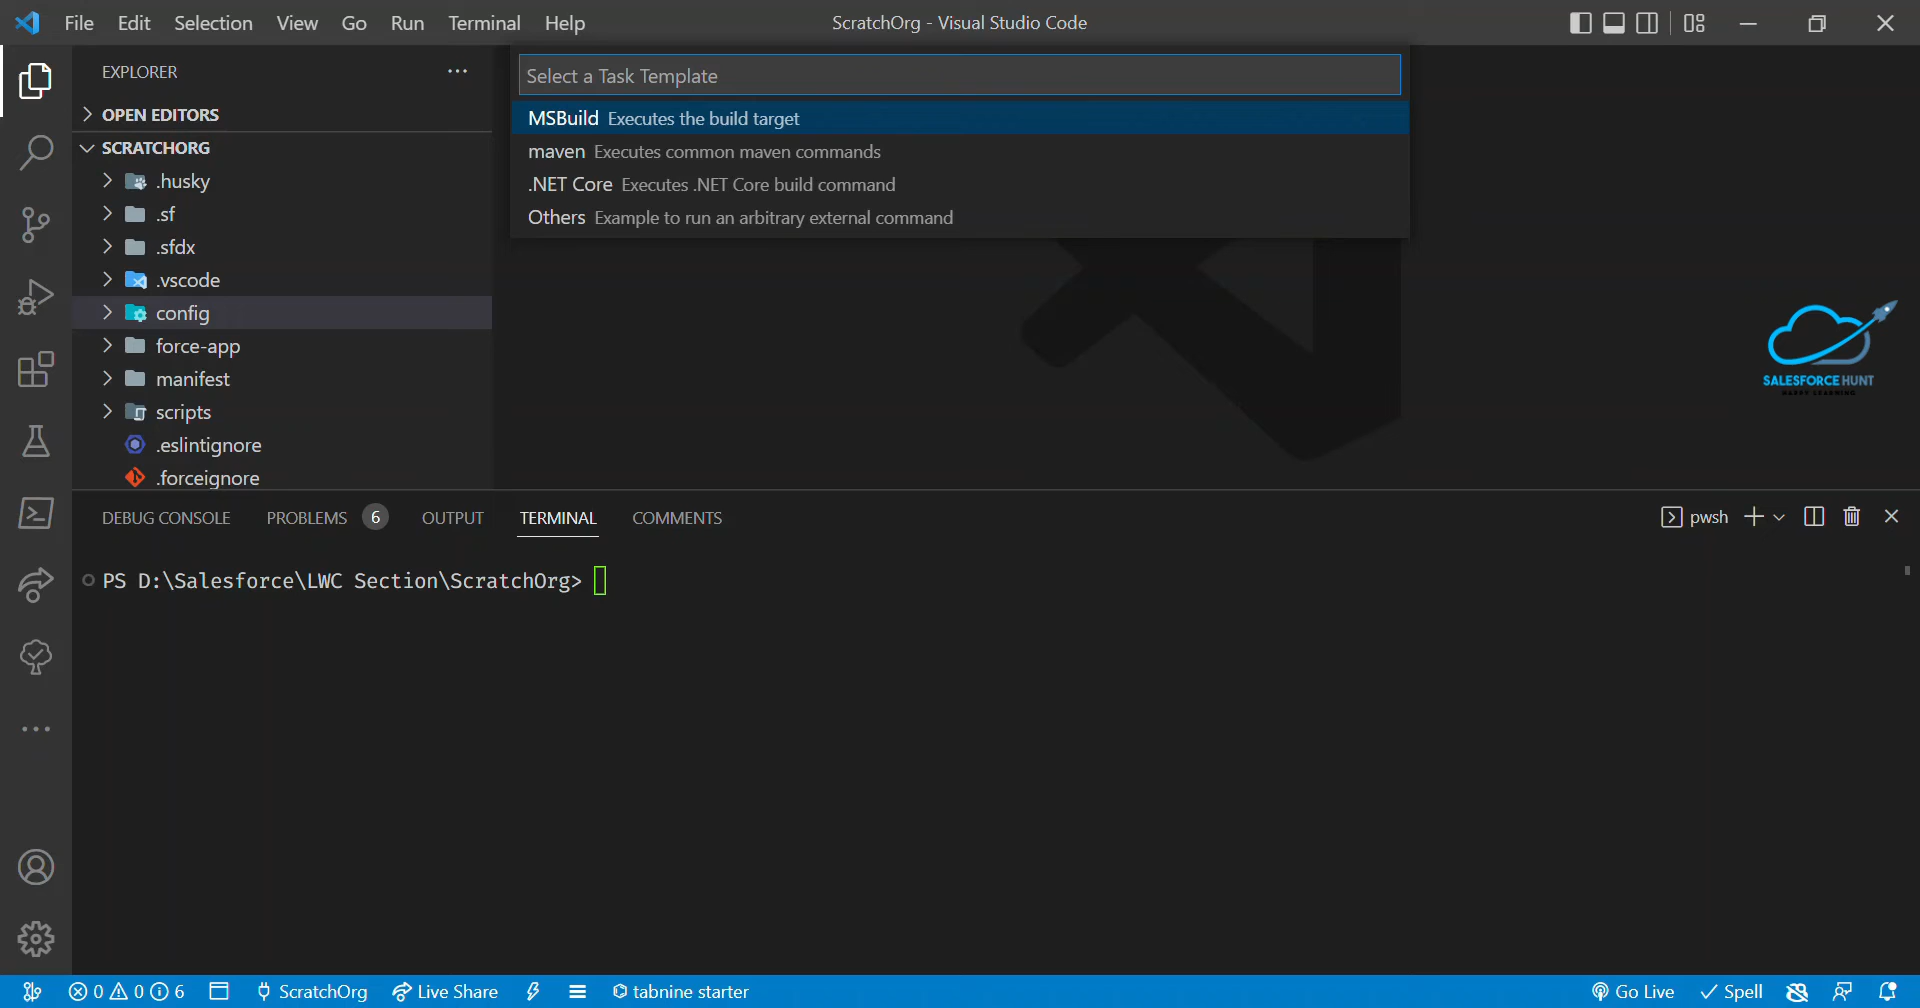 File Edit Selection View Go Run Terminal Help ScratchOrg - Visual Studio Code
Select a Task Template
MSBuild Executes the build target
maven Executes common maven commands
.NET Core Executes .NET Core build command
Others Example to run an arbitrary external command
EXPLORER
OPEN EDITORS
SCRATCHORG
.husky
.sf
.sfdx
.vscode
config
force-app
manifest
scripts
.eslintignore
.forceignore
SALESFORCE HUNT
HAPPY LEARNING
DEBUG CONSOLE PROBLEMS 6 OUTPUT TERMINAL COMMENTS pwsh
PS D:\Salesforce\LWC Section\ScratchOrg>
0 0 6 ScratchOrg Live Share tabnine starter Go Live Spell